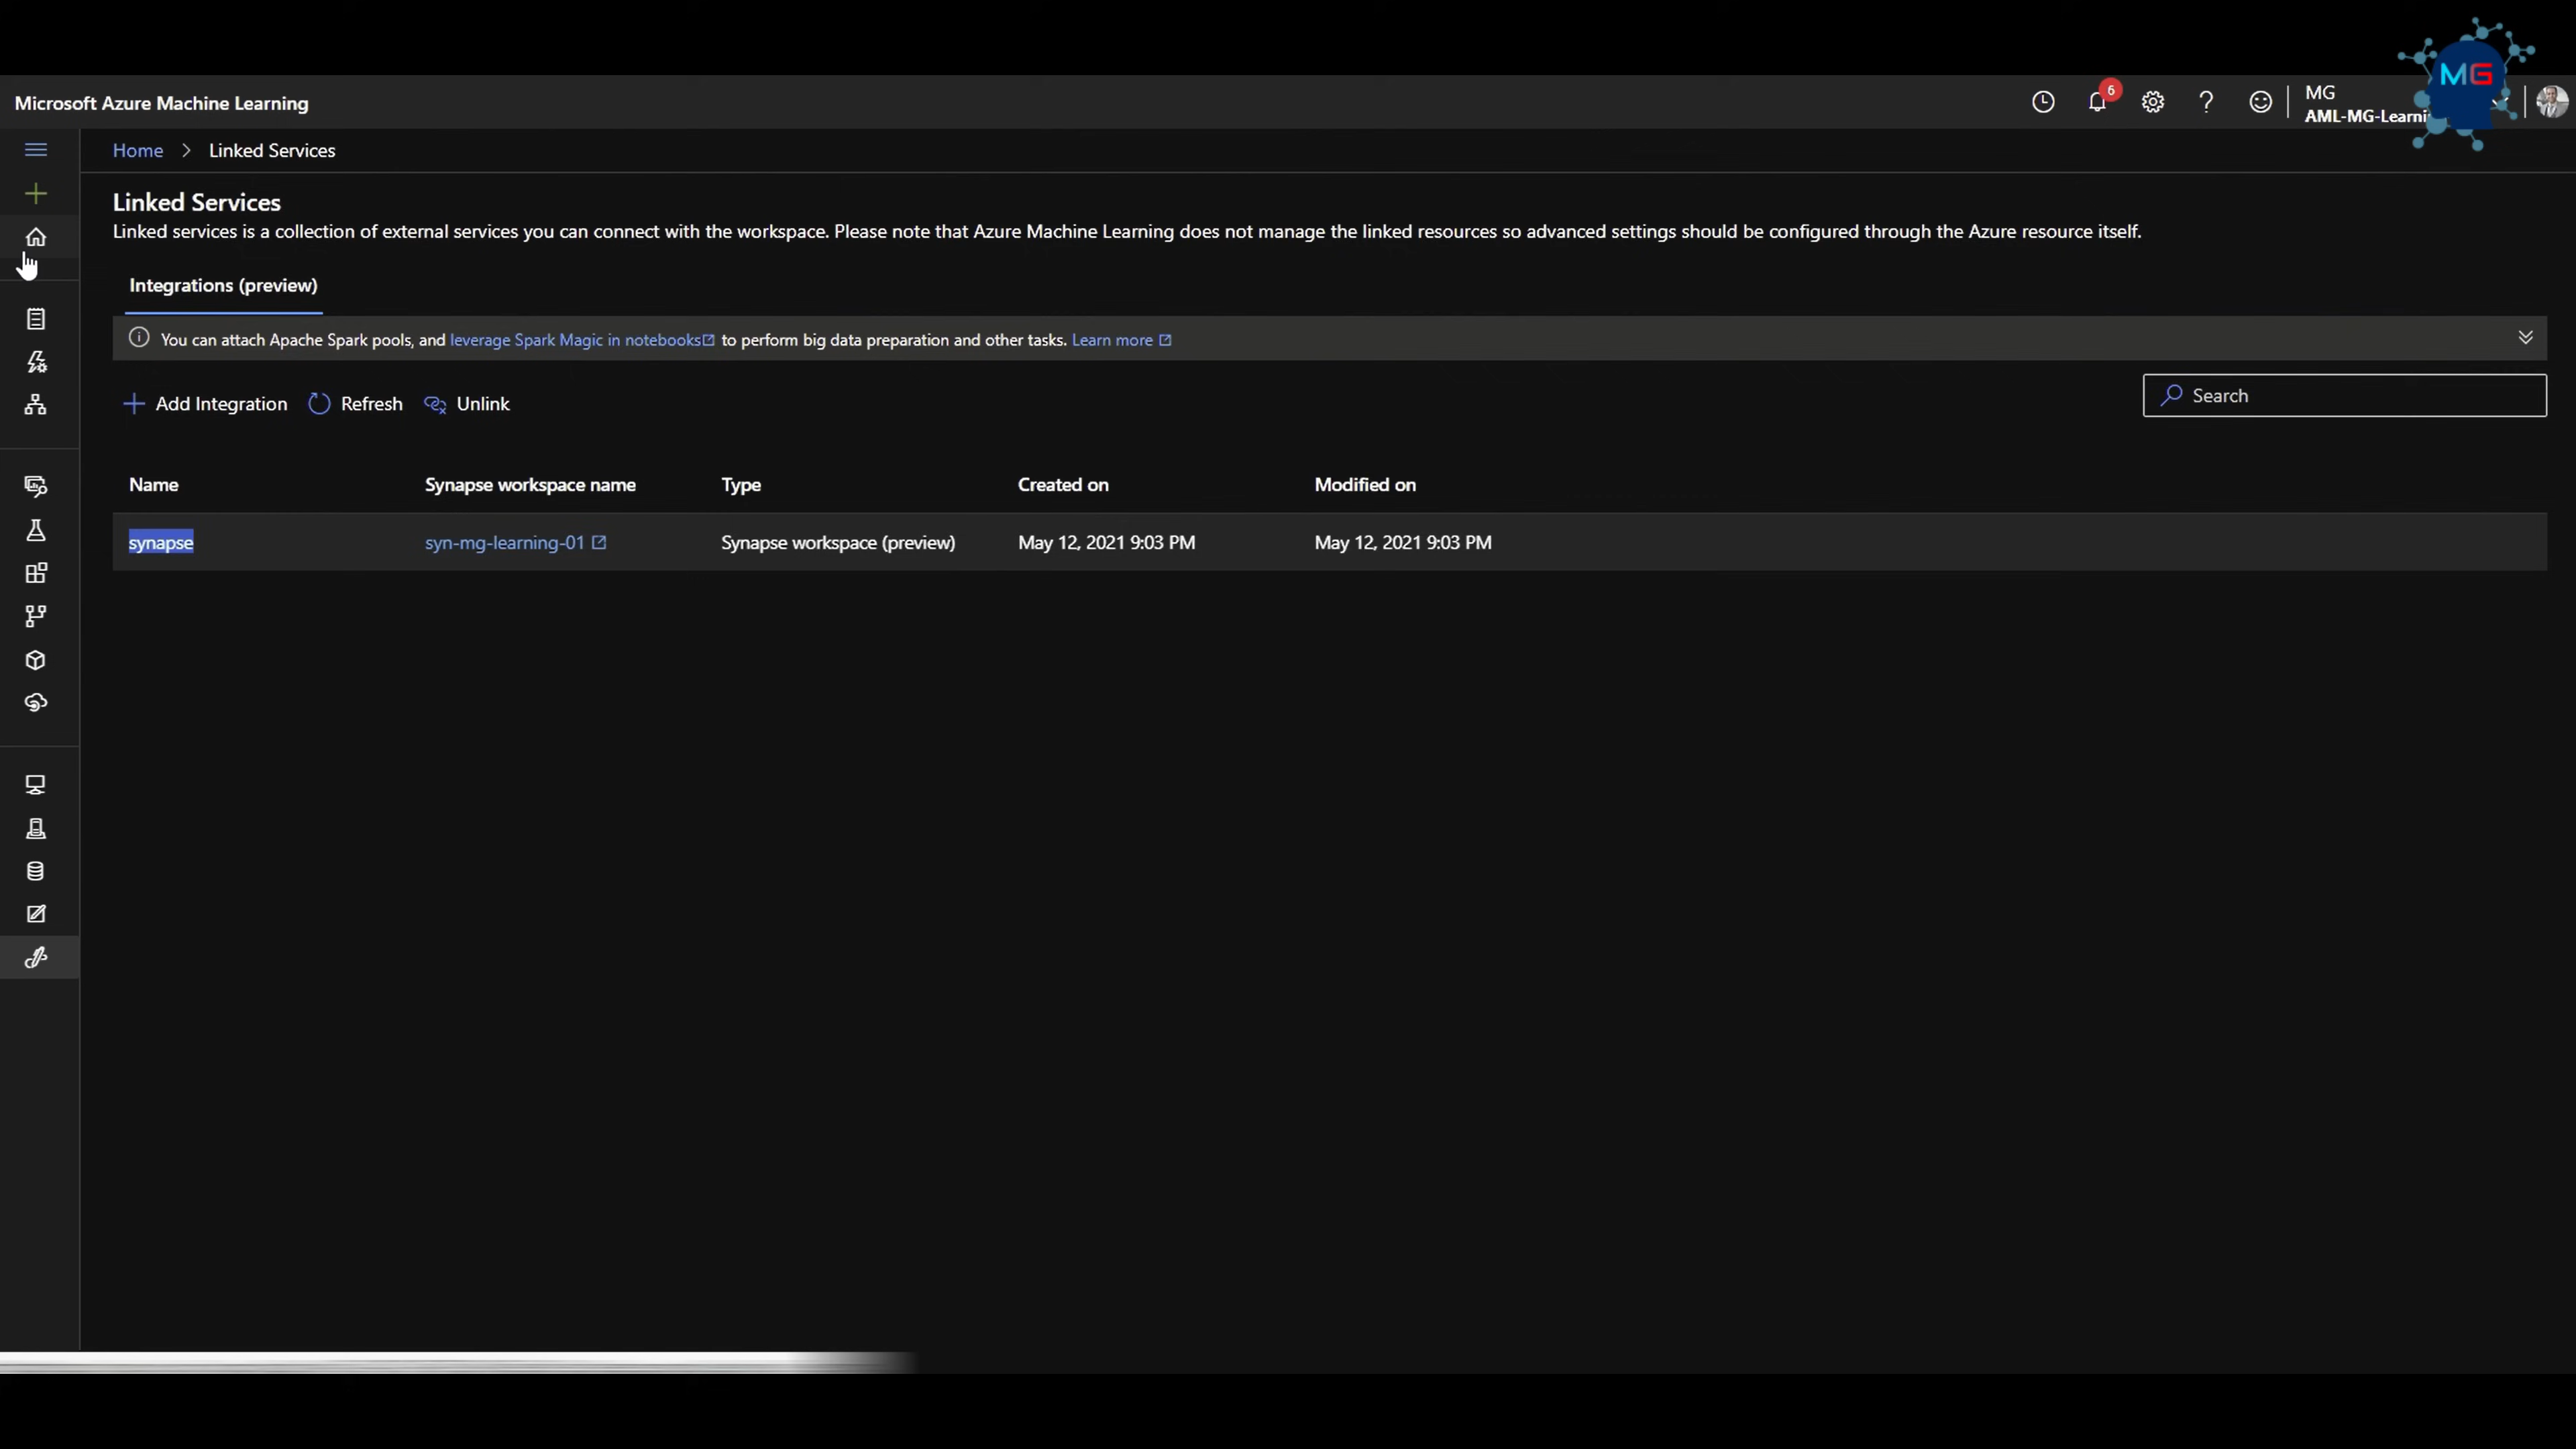 Microsoft Azure Machine Learning
6
MG
AML-MG-Learni
MG
Home > Linked Services
Linked Services
Linked services is a collection of external services you can connect with the workspace. Please note that Azure Machine Learning does not manage the linked resources so advanced settings should be configured through the Azure resource itself.
Integrations (preview)
You can attach Apache Spark pools, and leverage Spark Magic in notebooks to perform big data preparation and other tasks. Learn more
Add Integration Refresh Unlink
Search
Name Synapse workspace name Type Created on Modified on
synapse syn-mg-learning-01 Synapse workspace (preview) May 12, 2021 9:03 PM May 12, 2021 9:03 PM